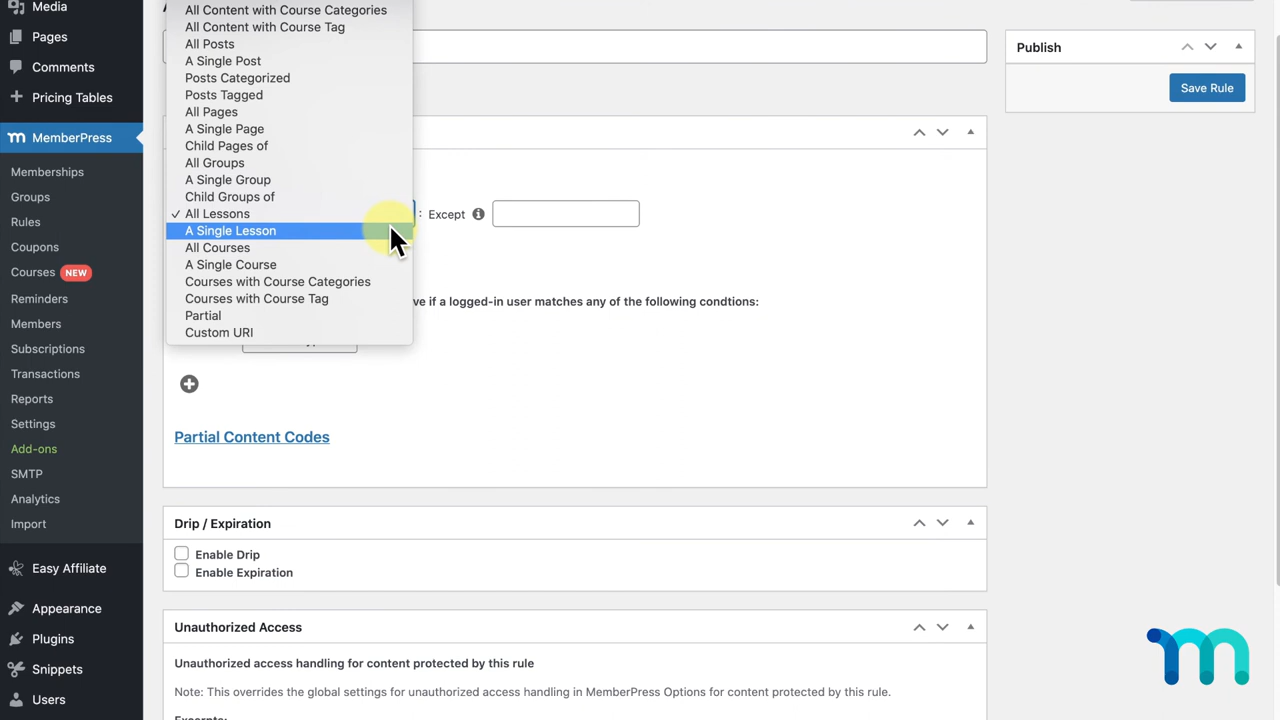 Media
Pages
Comments
Pricing Tables
MemberPress
Memberships
Groups
Rules
Coupons
Courses NEW
Reminders
Members
Subscriptions
Transactions
Reports
Settings
Add-ons
SMTP
Analytics
Import
Easy Affiliate
Appearance
Plugins
Snippets
Users
All Content with Course Categories
All Content with Course Tag
All Posts
A Single Post
Posts Categorized
Posts Tagged
All Pages
A Single Page
Child Pages of
All Groups
A Single Group
Child Groups of
✓ All Lessons
A Single Lesson
All Courses
A Single Course
Courses with Course Categories
Courses with Course Tag
Partial
Custom URI
: Except
if a logged-in user matches any of the following condtions:
Partial Content Codes
Drip / Expiration
Enable Drip
Enable Expiration
Unauthorized Access
Unauthorized access handling for content protected by this rule
Note: This overrides the global settings for unauthorized access handling in MemberPress Options for content protected by this rule.
Excerpts:
Publish
Save Rule